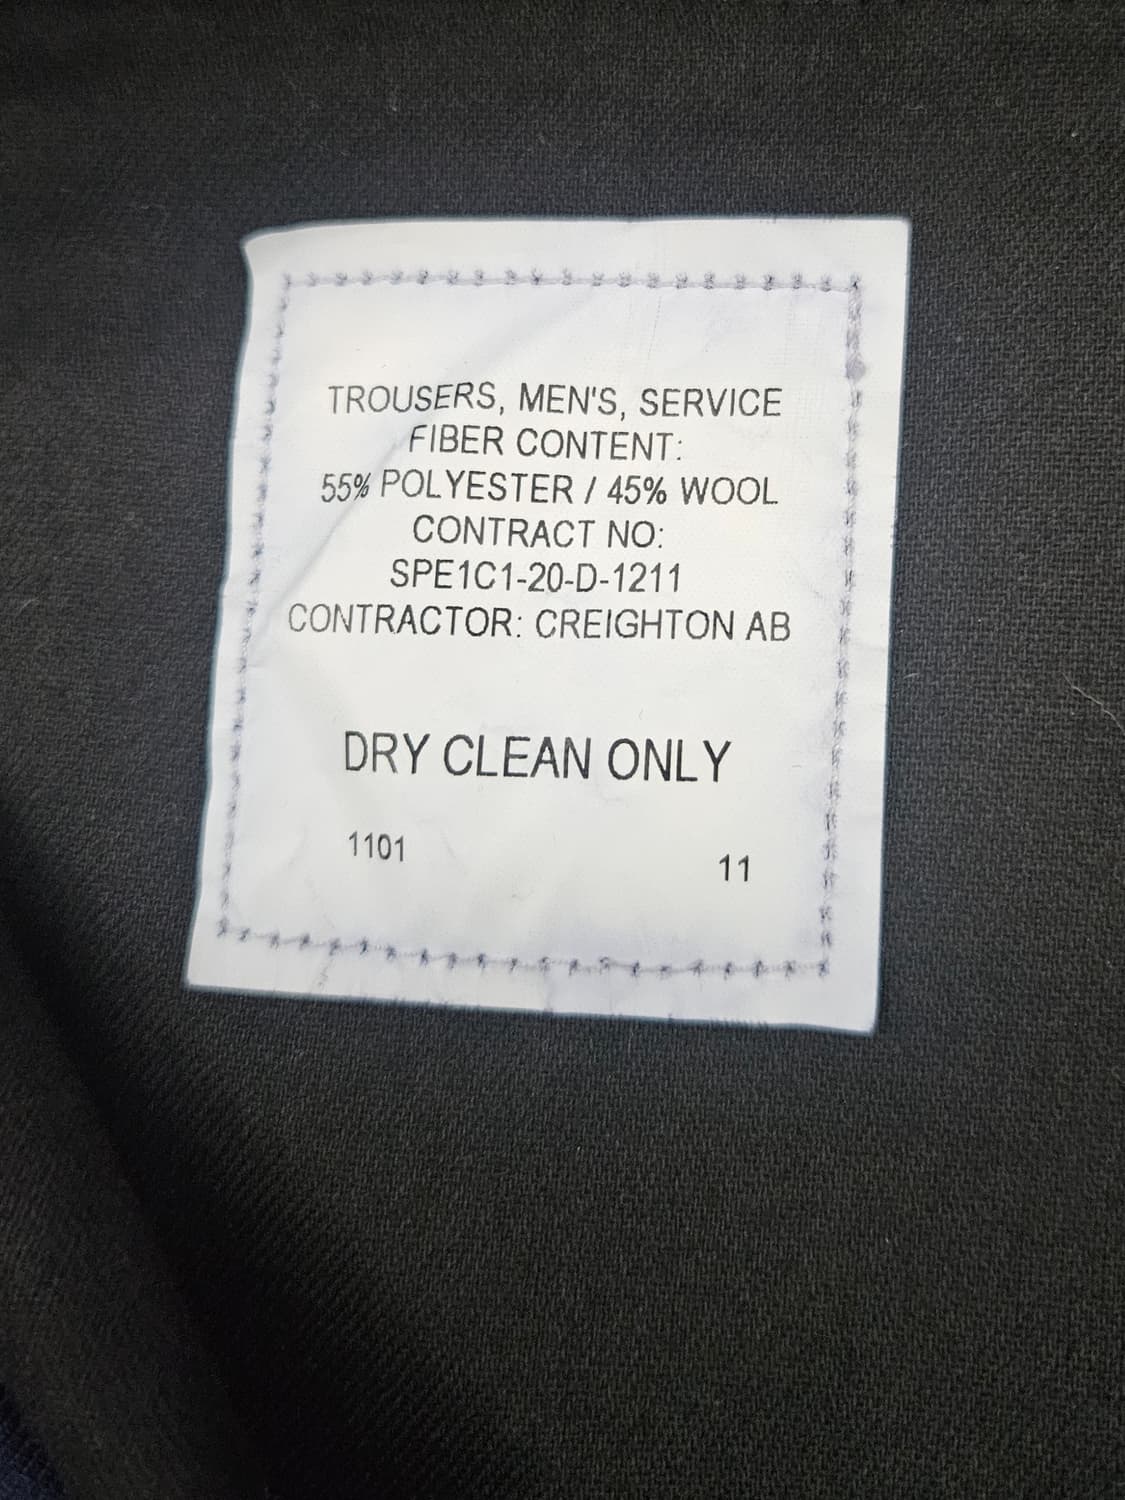 TROUSERS, MEN'S, SERVICE
FIBER CONTENT:
55% POLYESTER / 45% WOOL
CONTRACT NO:
SPE1C1-20-D-1211
CONTRACTOR: CREIGHTON AB
DRY CLEAN ONLY
1101 11